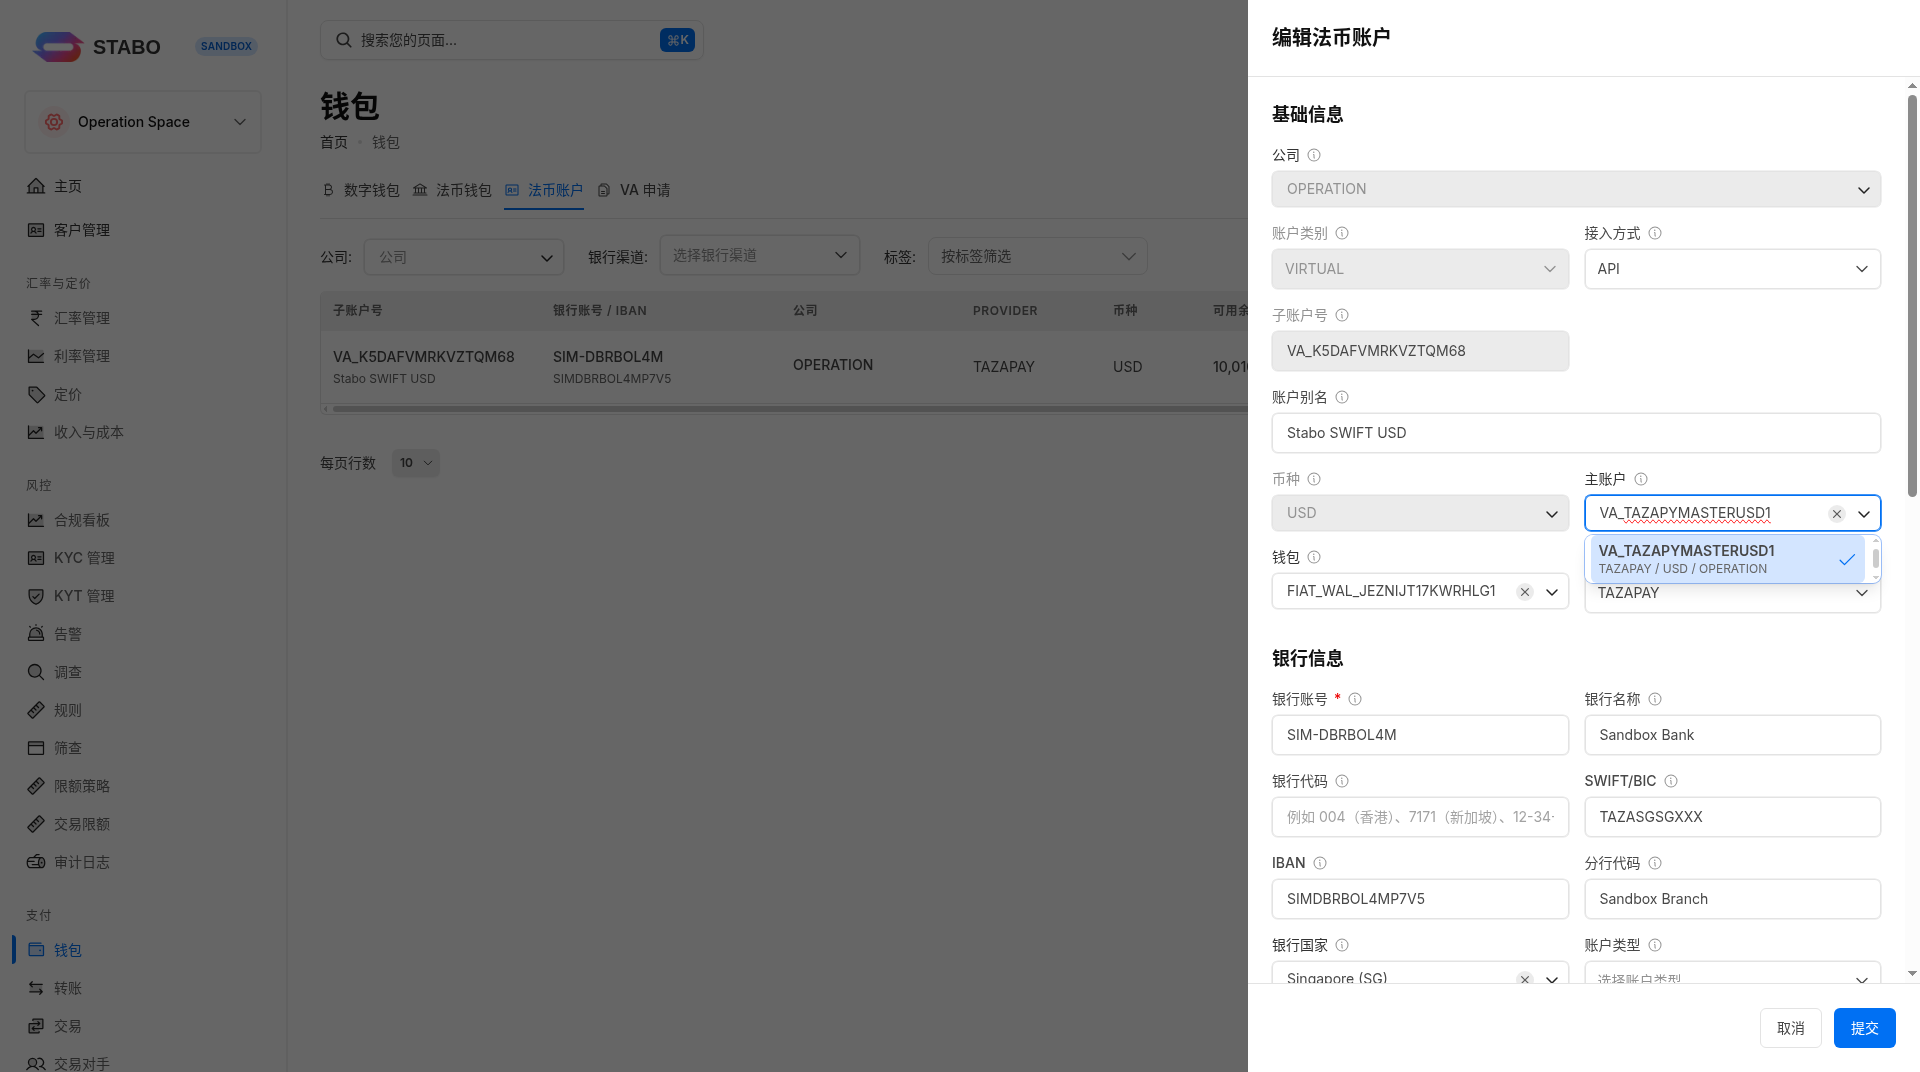 STABO
SANDBOX
Operation Space
主页
客户管理
汇率与定价
汇率管理
利率管理
定价
收入与成本
风控
合规看板
KYC 管理
KYT 管理
告警
调查
规则
筛查
限额策略
交易限额
审计日志
支付
钱包
转账
交易
交易对手
搜索您的页面...
⌘K
钱包
首页 • 钱包
数字钱包 法币钱包 法币账户 VA 申请
公司: 公司 银行渠道: 选择银行渠道 标签: 按标签筛选
子账户号 银行账号 / IBAN 公司 PROVIDER 币种 可用余
VA_K5DAFVMRKVZTQM68 SIM-DBRBOL4M OPERATION TAZAPAY USD 10,010
Stabo SWIFT USD SIMDBRBOL4MP7V5
每页行数 10
编辑法币账户
基础信息
公司
OPERATION
账户类别 接入方式
VIRTUAL API
子账户号
VA_K5DAFVMRKVZTQM68
账户别名
Stabo SWIFT USD
币种 主账户
USD VA_TAZAPYMASTERUSD1
VA_TAZAPYMASTERUSD1
TAZAPAY / USD / OPERATION
钱包
FIAT_WAL_JEZNIJT17KWRHLG1 TAZAPAY
银行信息
银行账号 * 银行名称
SIM-DBRBOL4M Sandbox Bank
银行代码 SWIFT/BIC
例如 004（香港）、7171（新加坡）、12-34- TAZASGSGXXX
IBAN 分行代码
SIMDBRBOL4MP7V5 Sandbox Branch
银行国家 账户类型
Singapore (SG) 选择账户类型
取消 提交